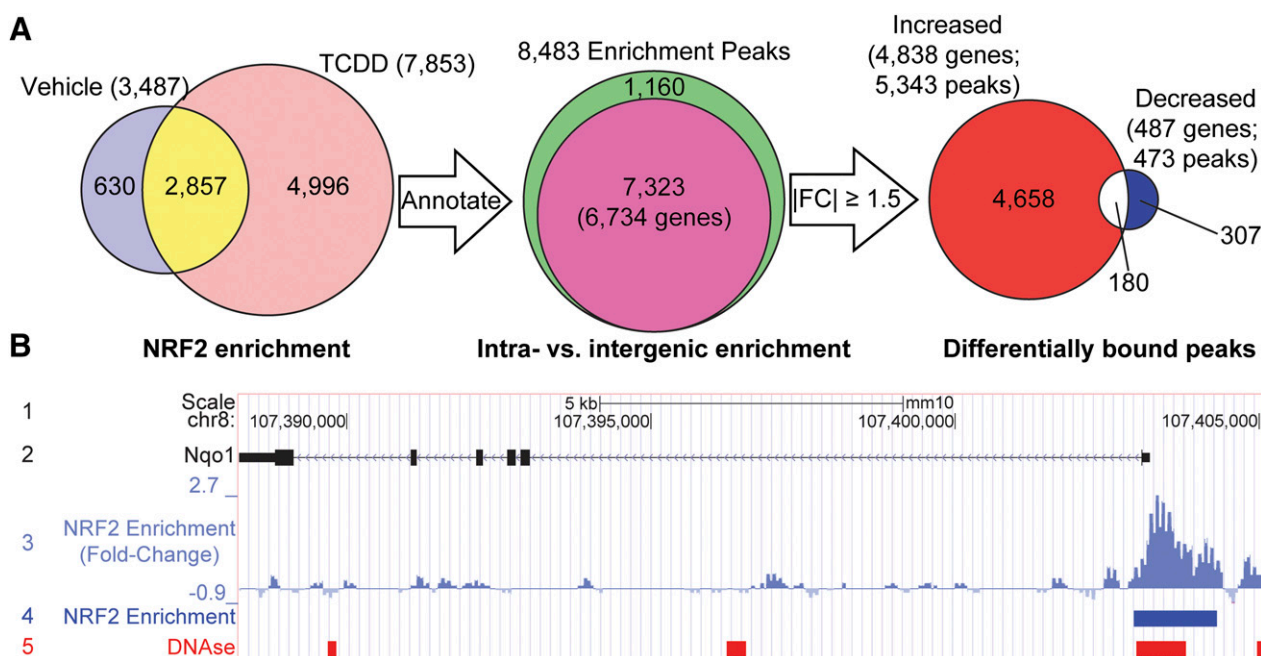 A
Vehicle (3,487)
TCDD (7,853)
630
2,857
4,996
Annotate
8,483 Enrichment Peaks
1,160
7,323
(6,734 genes)
|FC| ≥ 1.5
Increased
(4,838 genes;
5,343 peaks)
Decreased
(487 genes;
473 peaks)
4,658
307
180
NRF2 enrichment
Intra- vs. intergenic enrichment
Differentially bound peaks
B
1
Scale
5 kb
mm10
chr8:
107,390,000
107,395,000
107,400,000
107,405,000
2
Nqo1
2.7
3
NRF2 Enrichment
(Fold-Change)
-0.9
4
NRF2 Enrichment
5
DNAse